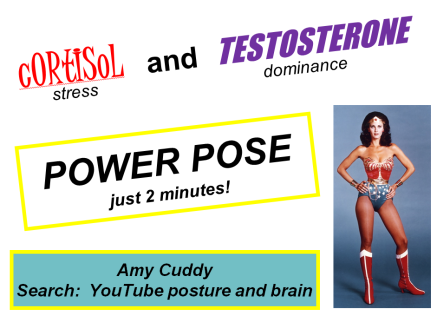 cORtISoL and TESTOSTERONE
stress dominance
POWER POSE
just 2 minutes!
Amy Cuddy
Search:  YouTube posture and brain